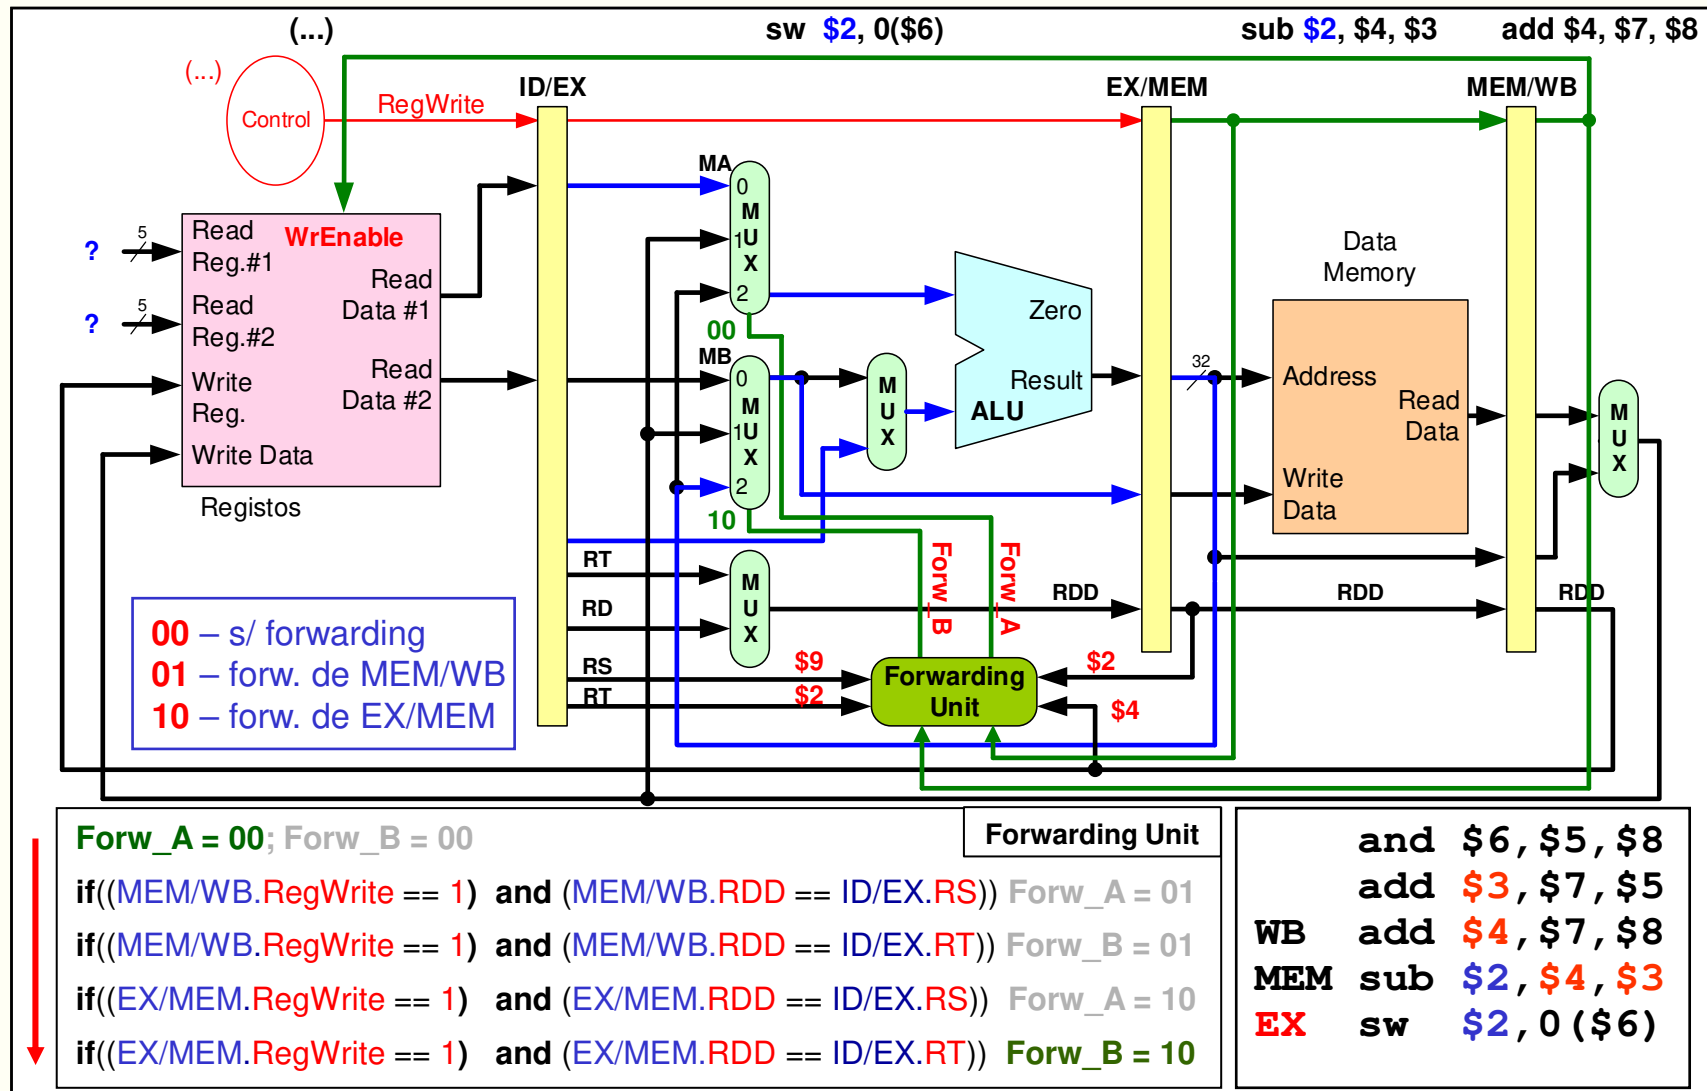 (...)
sw $2, 0($6)
sub $2, $4, $3
add $4, $7, $8
(...)
Control
RegWrite
ID/EX
EX/MEM
MEM/WB
MA
0
M
1U
X
2
00
?
5
Read
Reg.#1
WrEnable
Read
Data #1
?
5
Read
Reg.#2
Write
Reg.
Read
Data #2
Write Data
Registos
MB
0
M
1U
X
2
10
M
U
X
Zero
Result
ALU
32
Data
Memory
Address
Read
Data
Write
Data
M
U
X
RT
RD
M
U
X
Forw_B
Forw_A
RDD
RDD
RDD
RS
RT
$9
$2
Forwarding
Unit
$2
$4
00 – s/ forwarding
01 – forw. de MEM/WB
10 – forw. de EX/MEM
Forw_A = 00; Forw_B = 00
Forwarding Unit
if((MEM/WB.RegWrite == 1) and (MEM/WB.RDD == ID/EX.RS)) Forw_A = 01
if((MEM/WB.RegWrite == 1) and (MEM/WB.RDD == ID/EX.RT)) Forw_B = 01
if((EX/MEM.RegWrite == 1) and (EX/MEM.RDD == ID/EX.RS)) Forw_A = 10
if((EX/MEM.RegWrite == 1) and (EX/MEM.RDD == ID/EX.RT)) Forw_B = 10
and $6,$5,$8
add $3,$7,$5
WB add $4,$7,$8
MEM sub $2,$4,$3
EX sw $2,0($6)